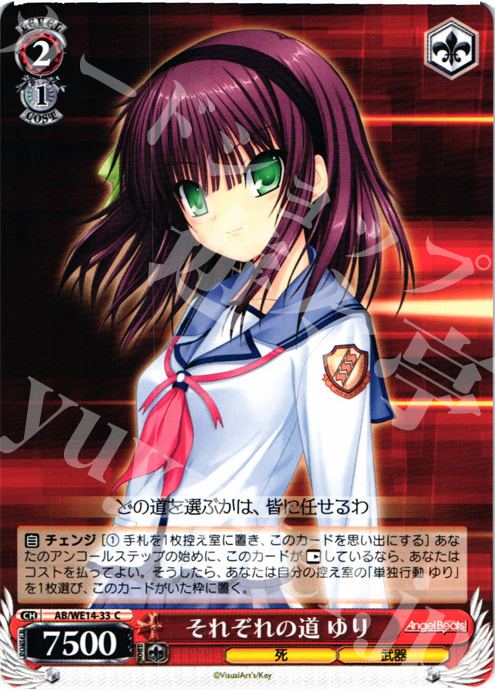 LEVEL
2
1
COST
どの道を選ぶかは、皆に任せるわ
チェンジ [① 手札を1枚控え室に置き、このカードを思い出にする] あな
たのアンコールステップの始めに、このカードがしているなら、あなたは
コストを払ってよい。そうしたら、あなたは自分の控え室の「単独行動 ゆり」
を1枚選び、このカードがいた枠に置く。
CH AB/WE14-33 C
POWER 7500 SOUL
それぞれの道 ゆり
Angel Beats!
死 武器
©VisualArt's/Key